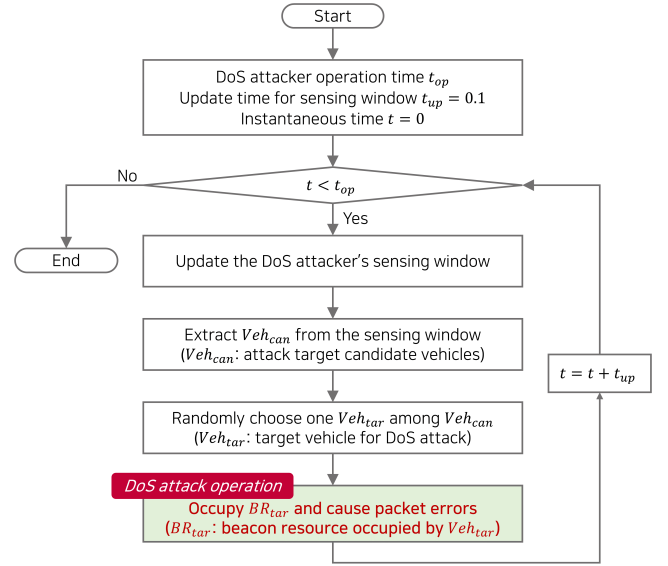 Start
DoS attacker operation time t_op
Update time for sensing window t_up = 0.1
Instantaneous time t = 0
No
t < t_op
Yes
End
Update the DoS attacker's sensing window
Extract Veh_can from the sensing window
(Veh_can: attack target candidate vehicles)
t = t + t_up
Randomly choose one Veh_tar among Veh_can
(Veh_tar: target vehicle for DoS attack)
DoS attack operation
Occupy BR_tar and cause packet errors
(BR_tar: beacon resource occupied by Veh_tar)